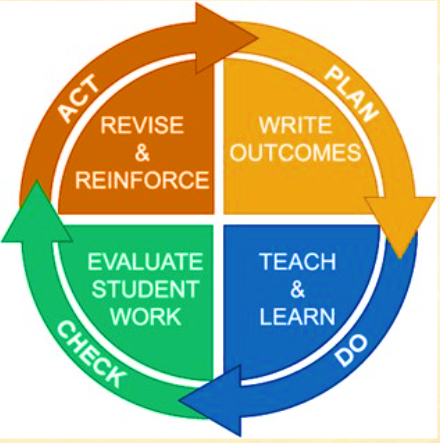 ACT
PLAN
REVISE
&
REINFORCE
WRITE
OUTCOMES
EVALUATE
STUDENT
WORK
TEACH
&
LEARN
CHECK
DO